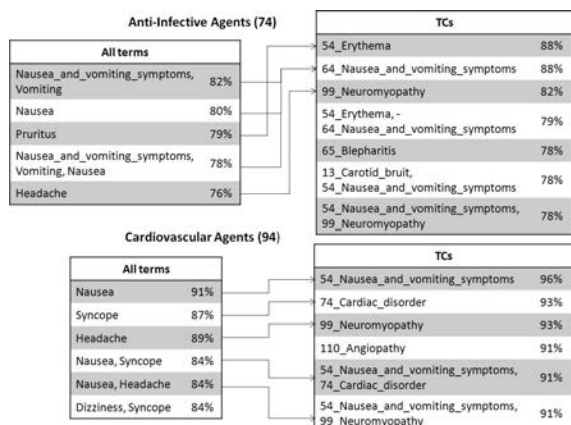 Anti-Infective Agents (74)
All terms
Nausea_and_vomiting_symptoms,
Vomiting
82%
Nausea 80%
Pruritus 79%
Nausea_and_vomiting_symptoms,
Vomiting, Nausea
78%
Headache 76%
TCs
54_Erythema 88%
64_Nausea_and_vomiting_symptoms 88%
99_Neuromyopathy 82%
54_Erythema, -
64_Nausea_and_vomiting_symptoms
79%
65_Blepharitis 78%
13_Carotid_bruit,
54_Nausea_and_vomiting_symptoms
78%
54_Nausea_and_vomiting_symptoms,
99_Neuromyopathy
78%
Cardiovascular Agents (94)
All terms
Nausea 91%
Syncope 87%
Headache 89%
Nausea, Syncope 84%
Nausea, Headache 84%
Dizziness, Syncope 84%
TCs
54_Nausea_and_vomiting_symptoms 96%
74_Cardiac_disorder 93%
99_Neuromyopathy 93%
110_Angiopathy 91%
54_Nausea_and_vomiting_symptoms,
74_Cardiac_disorder
91%
54_Nausea_and_vomiting_symptoms,
99_Neuromyopathy
91%